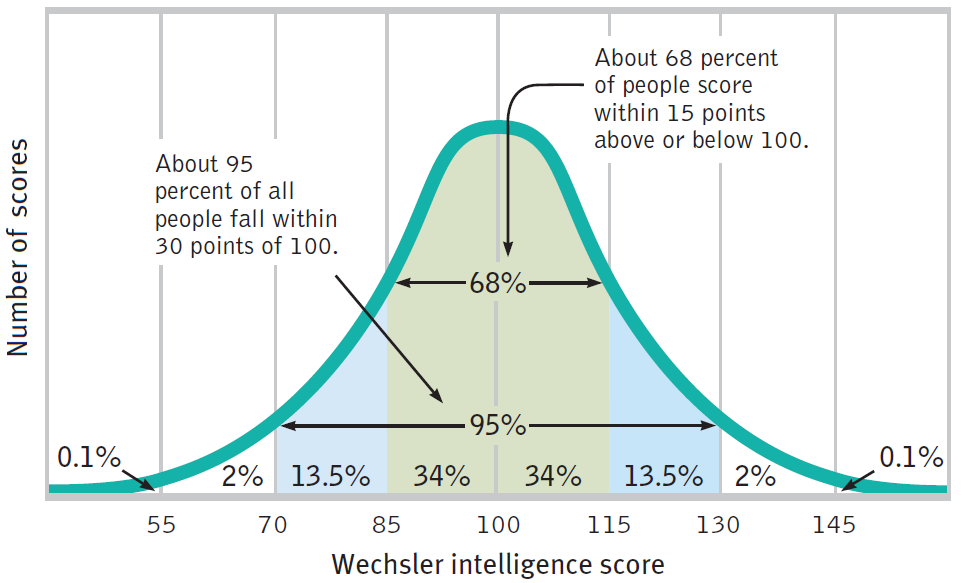 About 68 percent
of people score
within 15 points
above or below 100.
About 95
percent of all
people fall within
30 points of 100.
Number of scores
68%
95%
0.1%
0.1%
2%
13.5%
34%
34%
13.5%
2%
55
70
85
100
115
130
145
Wechsler intelligence score